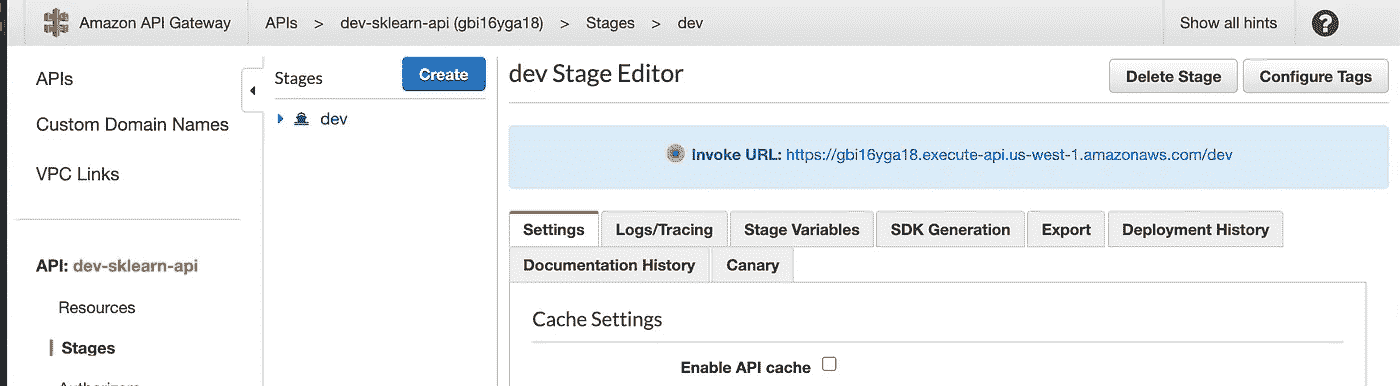 Amazon API Gateway
APIs > dev-sklearn-api (gbi16yga18) > Stages > dev
Show all hints
?
APIs
Custom Domain Names
VPC Links
API: dev-sklearn-api
Resources
Stages
Stages
Create
dev
dev Stage Editor
Delete Stage
Configure Tags
Invoke URL: https://gbi16yga18.execute-api.us-west-1.amazonaws.com/dev
Settings
Logs/Tracing
Stage Variables
SDK Generation
Export
Deployment History
Documentation History
Canary
Cache Settings
Enable API cache